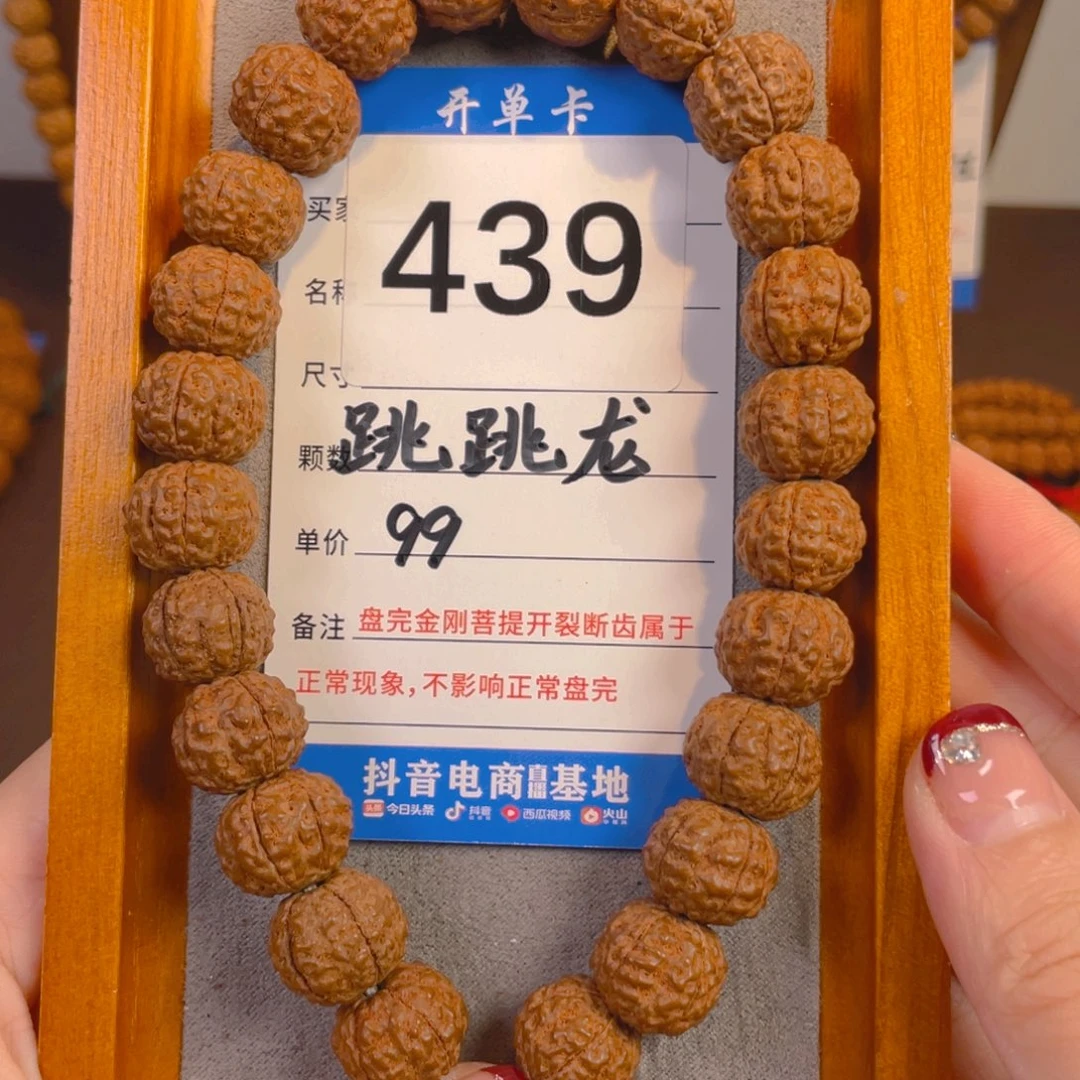 开单卡
买家
439
名称
尺寸
跳跳龙
颗数
单价 99
备注 盘完金刚菩提开裂断齿属于
正常现象，不影响正常盘完
抖音电商直播基地
头条 今日头条 抖音 西瓜视频 火山